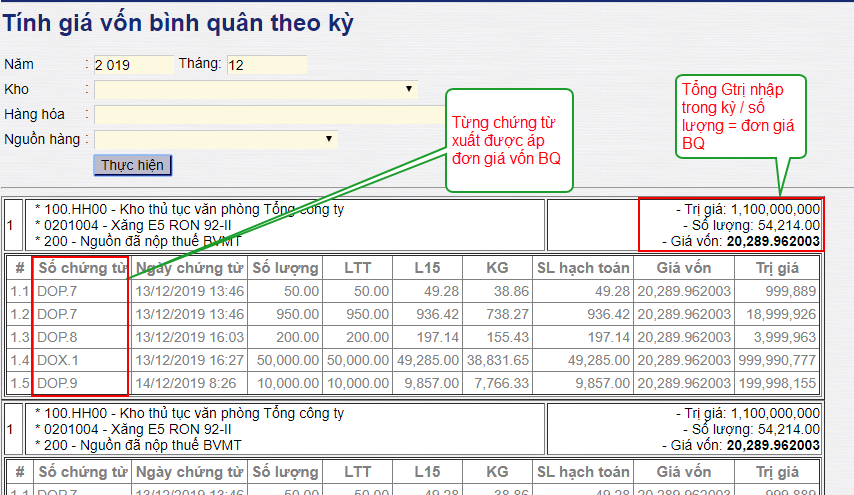 Tính giá vốn bình quân theo kỳ
Năm : 2 019 Tháng: 12
Kho :
Hàng hóa :
Nguồn hàng :
Thực hiện
Từng chứng từ
xuất được áp
đơn giá vốn BQ
Tổng Gtrị nhập
trong kỷ / số
lượng = đơn giá
BQ
1
* 100.HH00 - Kho thủ tục văn phòng Tổng công ty
* 0201004 - Xăng E5 RON 92-II
* 200 - Nguồn đã nộp thuế BVMT
- Trị giá: 1,100,000,000
- Số lượng: 54,214.00
- Giá vốn: 20,289.962003
# Số chứng từ Ngày chứng từ Số lượng LTT L15 KG SL hạch toán Giá vốn Trị giá
1.1 DOP.7 13/12/2019 13:46 50.00 50.00 49.28 38.86 49.28 20,289.962003 999,889
1.2 DOP.7 13/12/2019 13:46 950.00 950.00 936.42 738.27 936.42 20,289.962003 18,999,926
1.3 DOP.8 13/12/2019 16:03 200.00 200.00 197.14 155.43 197.14 20,289.962003 3,999,963
1.4 DOX.1 13/12/2019 16:27 50,000.00 50,000.00 49,285.00 38,831.65 49,285.00 20,289.962003 999,990,777
1.5 DOP.9 14/12/2019 8:26 10,000.00 10,000.00 9,857.00 7,766.33 9,857.00 20,289.962003 199,998,155
1
* 100.HH00 - Kho thủ tục văn phòng Tổng công ty
* 0201004 - Xăng E5 RON 92-II
* 200 - Nguồn đã nộp thuế BVMT
- Trị giá: 1,100,000,000
- Số lượng: 54,214.00
- Giá vốn: 20,289.962003
# Số chứng từ Ngày chứng từ Số lượng LTT L15 KG SL hạch toán Giá vốn Trị giá
1.1 DOP.7 13/12/2019 13:46 50.00 50.00 49.28 38.86 49.28 20,289.962003 999,889